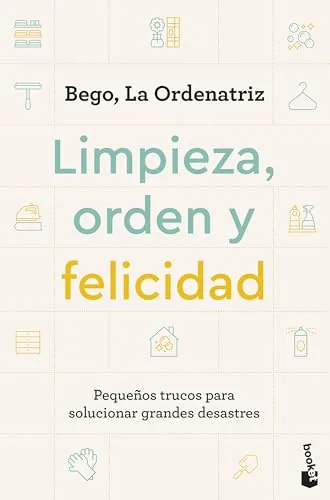 Bego, La Ordenatriz
Limpieza,
orden y
felicidad
Pequeños trucos para
solucionar grandes desastres
booket